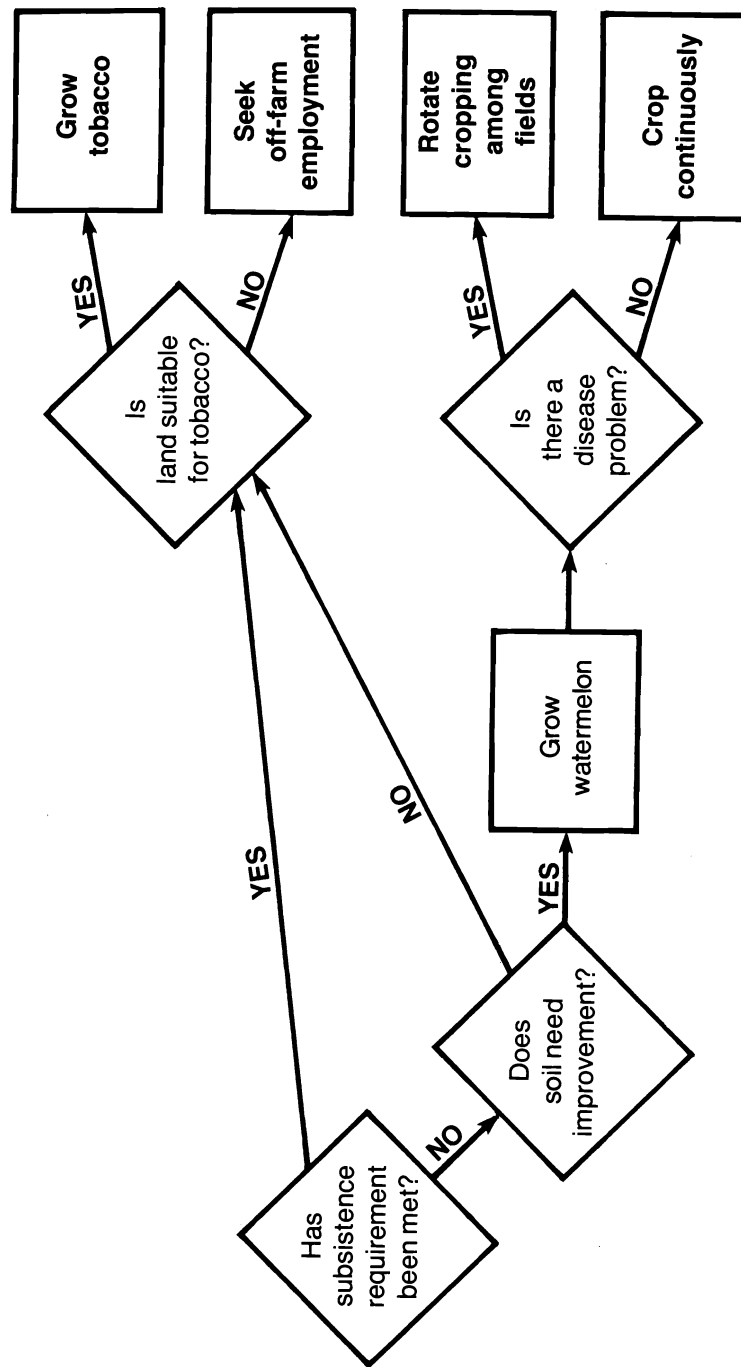 Has
subsistence
requirement
been met?
YES
NO
Does
soil need
improvement?
NO
YES
Grow
watermelon
Is
land suitable
for tobacco?
YES
NO
Grow
tobacco
Seek
off-farm
employment
Is
there a
disease
problem?
YES
NO
Rotate
cropping
among
fields
Crop
continuously